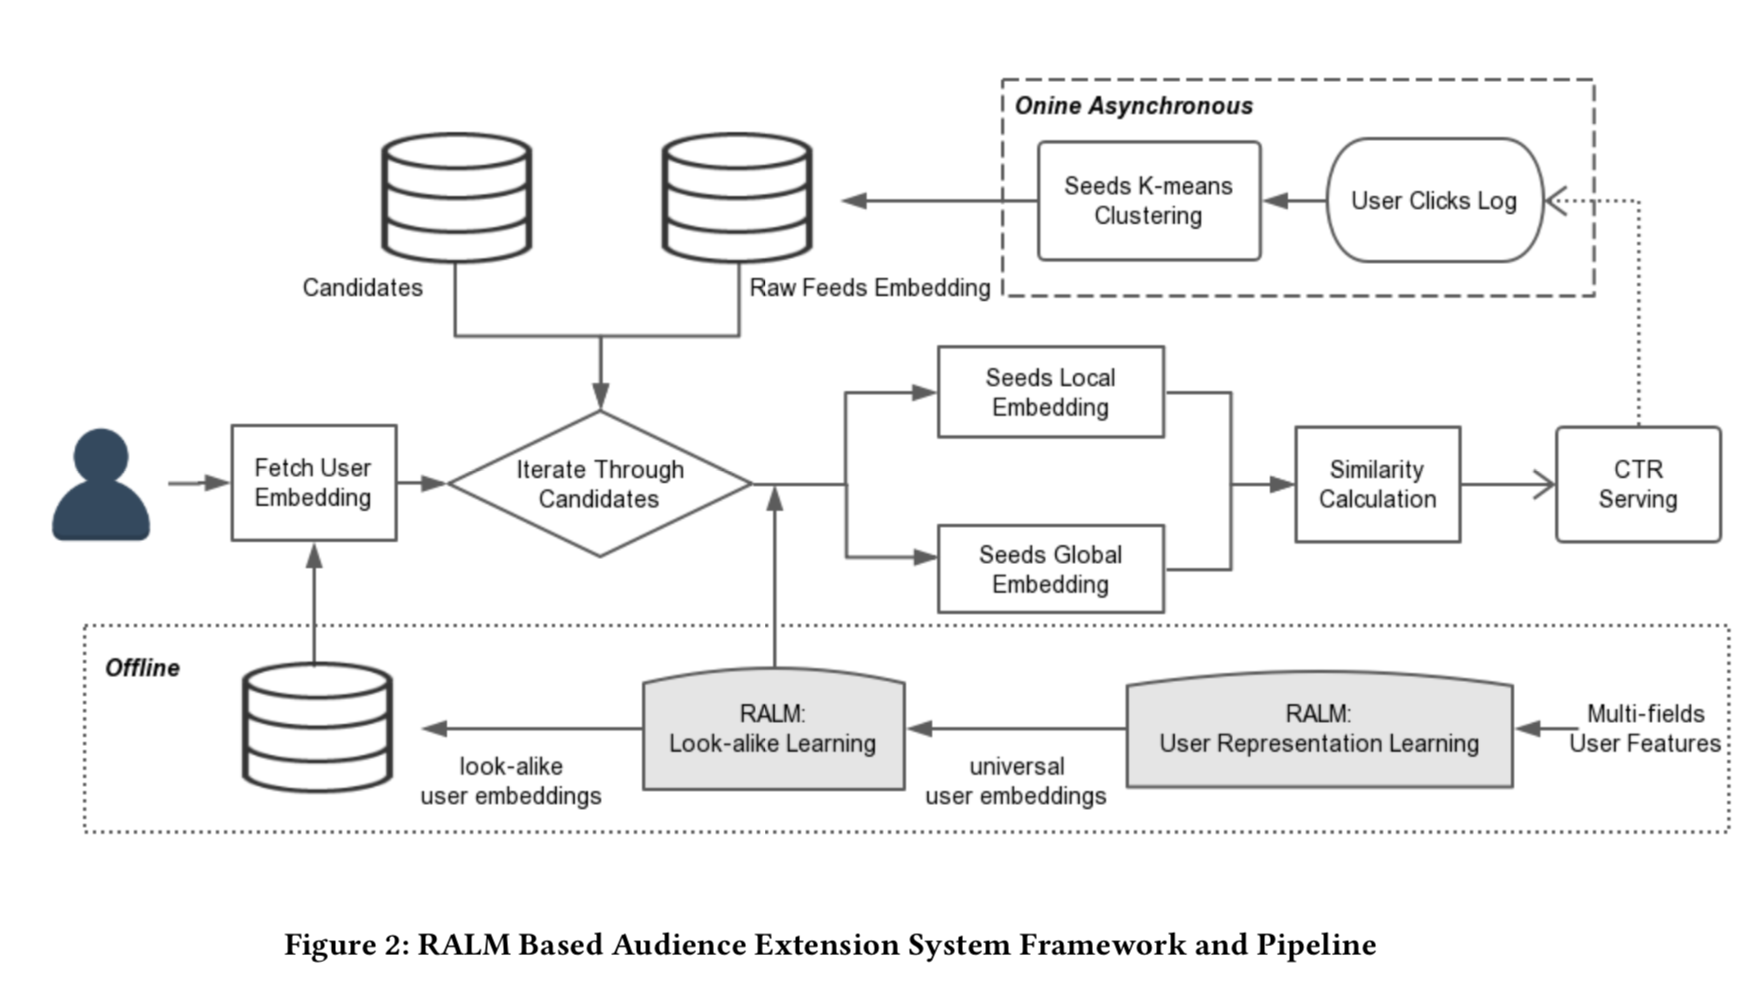 Onine Asynchronous
Seeds K-means
Clustering
User Clicks Log
Candidates
Raw Feeds Embedding
Seeds Local
Embedding
Fetch User
Embedding
Iterate Through
Candidates
Similarity
Calculation
CTR
Serving
Seeds Global
Embedding
Offline
RALM:
Look-alike Learning
RALM:
User Representation Learning
Multi-fields
User Features
look-alike
user embeddings
universal
user embeddings
Figure 2: RALM Based Audience Extension System Framework and Pipeline